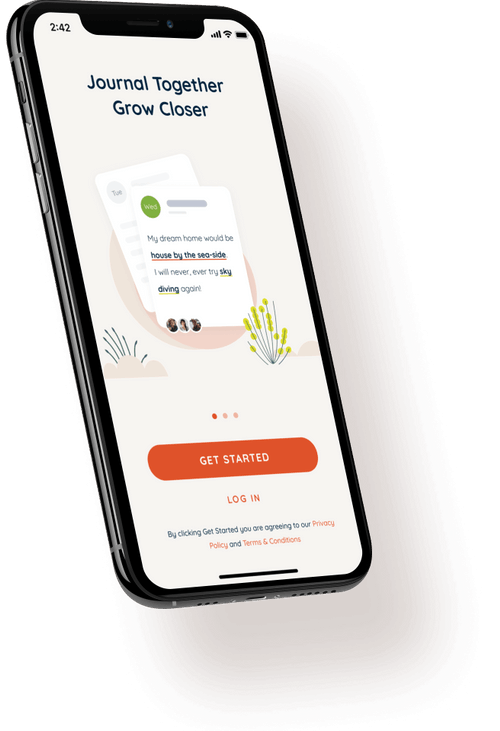 2:42
Journal Together
Grow Closer
Tue
Wed
My dream home would be
house by the sea-side.
I will never, ever try sky
diving again!
GET STARTED
LOG IN
By clicking Get Started you are agreeing to our Privacy
Policy and Terms & Conditions